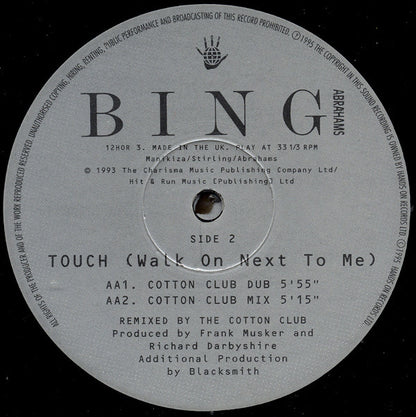 ALL RIGHTS OF THE PRODUCER AND OF THE WORK REPRODUCED RESERVED. UNAUTHORISED COPYING, HIRING, RENTING, PUBLIC PERFORMANCE AND BROADCASTING OF THIS RECORD PROHIBITED. ℗1995 THE COPYRIGHT IN THIS SOUND RECORDING IS OWNED BY HANDS ON RECORDS LTD ©1995 HANDS ON RECORDS LTD.
BING
ABRAHAMS
12HOR 3. MADE IN THE UK. PLAY AT 33 1/3 RPM
Manikiza/Stirling/Abrahams
© 1993 The Charisma Music Publishing Company Ltd/
Hit & Run Music [Publishing] Ltd
SIDE 2
TOUCH (Walk On Next To Me)
AA1. COTTON CLUB DUB 5'55"
AA2. COTTON CLUB MIX 5'15"
REMIXED BY THE COTTON CLUB
Produced by Frank Musker and
Richard Darbyshire
Additional Production
by Blacksmith